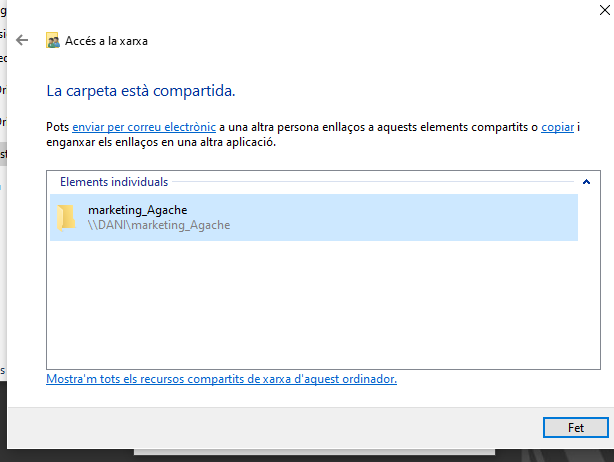 Accés a la xarxa
La carpeta està compartida.
Pots enviar per correu electrònic a una altra persona enllaços a aquests elements compartits o copiar i
enganxar els enllaços en una altra aplicació.
Elements individuals
marketing_Agache
\\DANI\marketing_Agache
Mostra'm tots els recursos compartits de xarxa d'aquest ordinador.
Fet